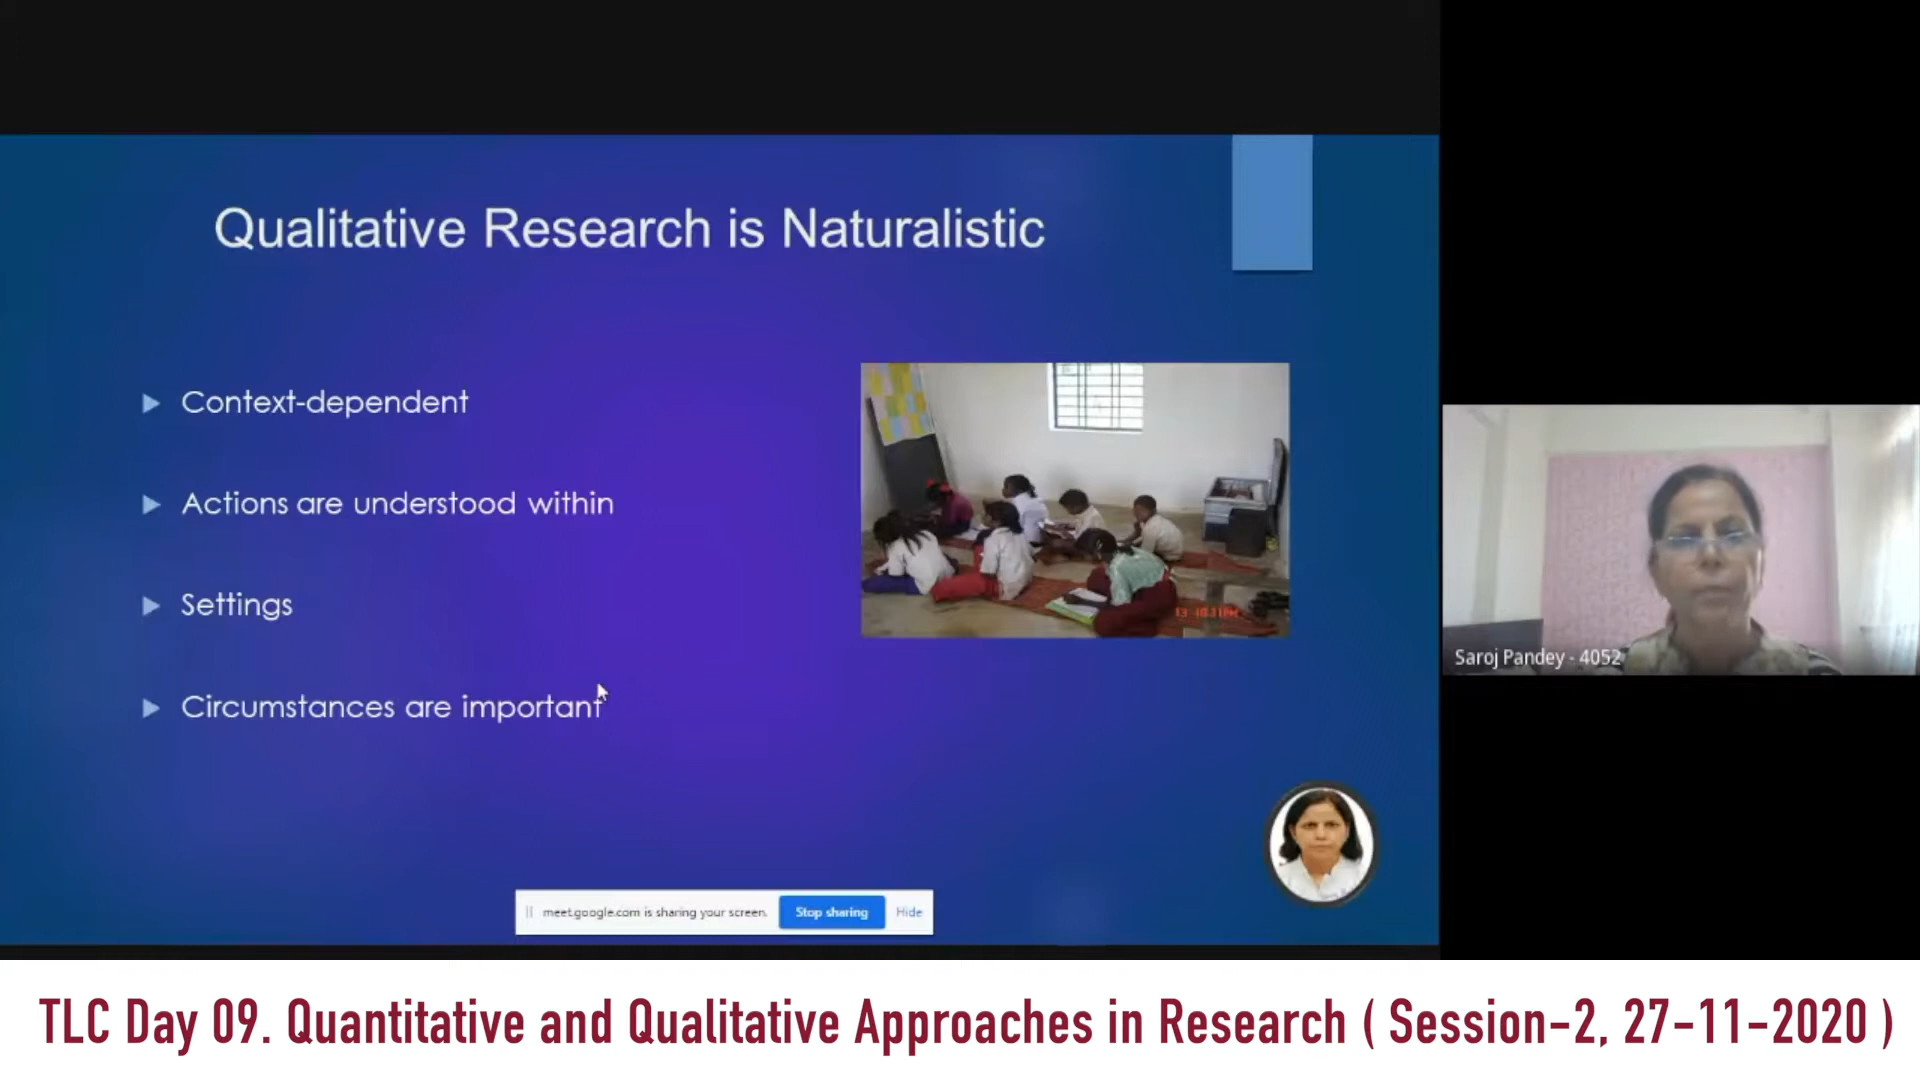 Qualitative Research is Naturalistic
Context-dependent
Actions are understood within
Settings
Circumstances are important
Saroj Pandey - 4052
meet.google.com is sharing your screen.
Stop sharing
Hide
TLC Day 09. Quantitative and Qualitative Approaches in Research ( Session-2, 27-11-2020 )